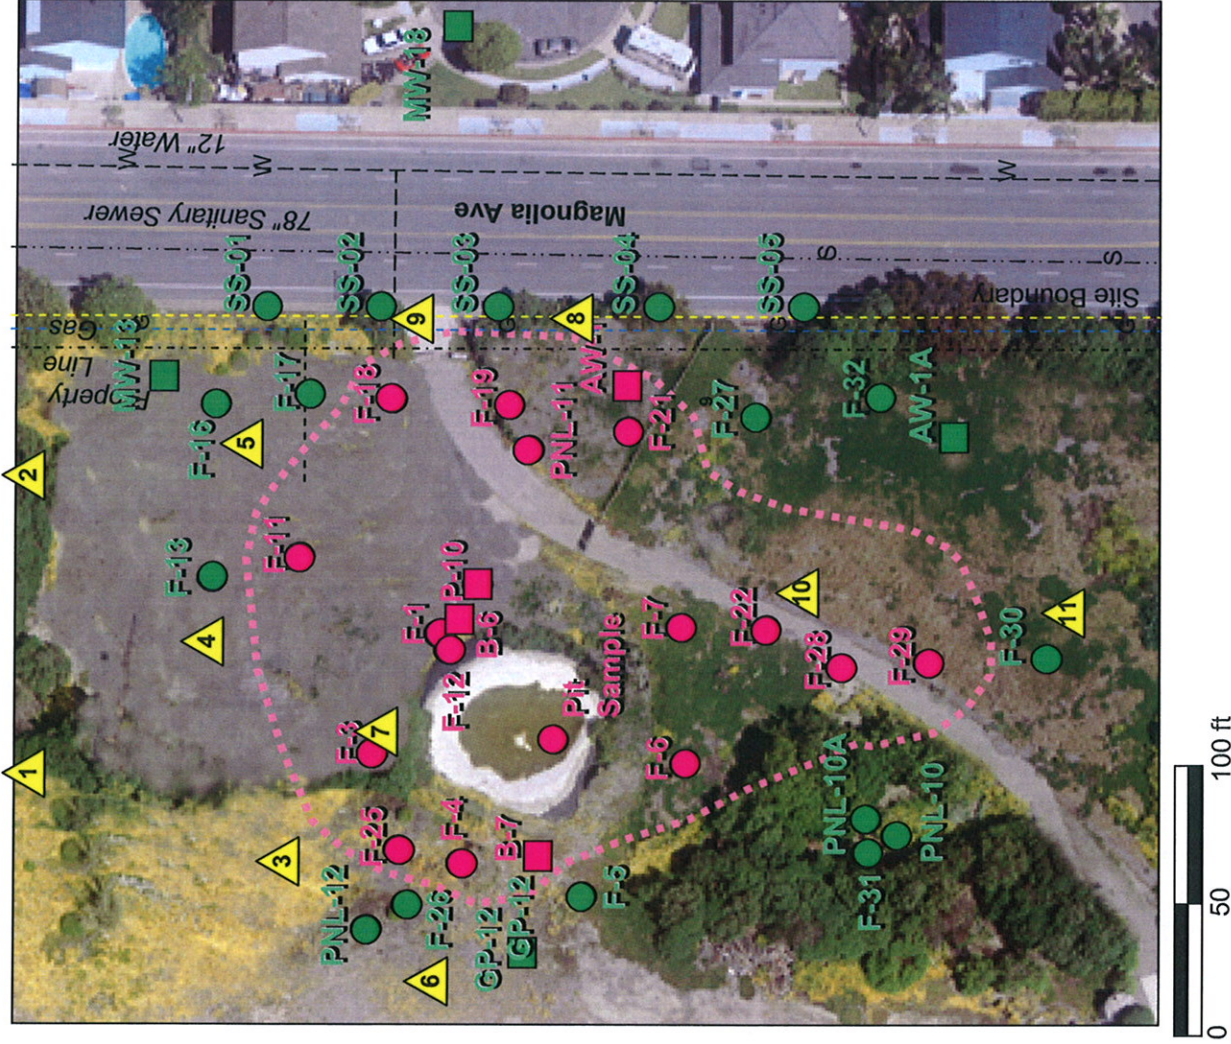 MW-18
12" Water
W
W
W
78" Sanitary Sewer
Magnolia Ave
S
S
Site Boundary
Gas
G
G
G
G
Property
Line
SS-01
SS-02
SS-03
SS-04
SS-05
MW-13
F-16
F-17
F-18
F-19
PNL-11
AW-1
F-21
F-27
9
F-32
AW-1A
F-13
F-11
F-1
P-10
B-6
F-12
F-7
F-22
F-28
F-29
F-30
F-3
Pit
Sample
F-6
F-25
F-4
B-7
PNL-12
F-26
GP-12
GP-12
F-5
PNL-10A
PNL-10
F-31
1
2
3
4
5
6
7
8
9
10
11
0
50
100 ft